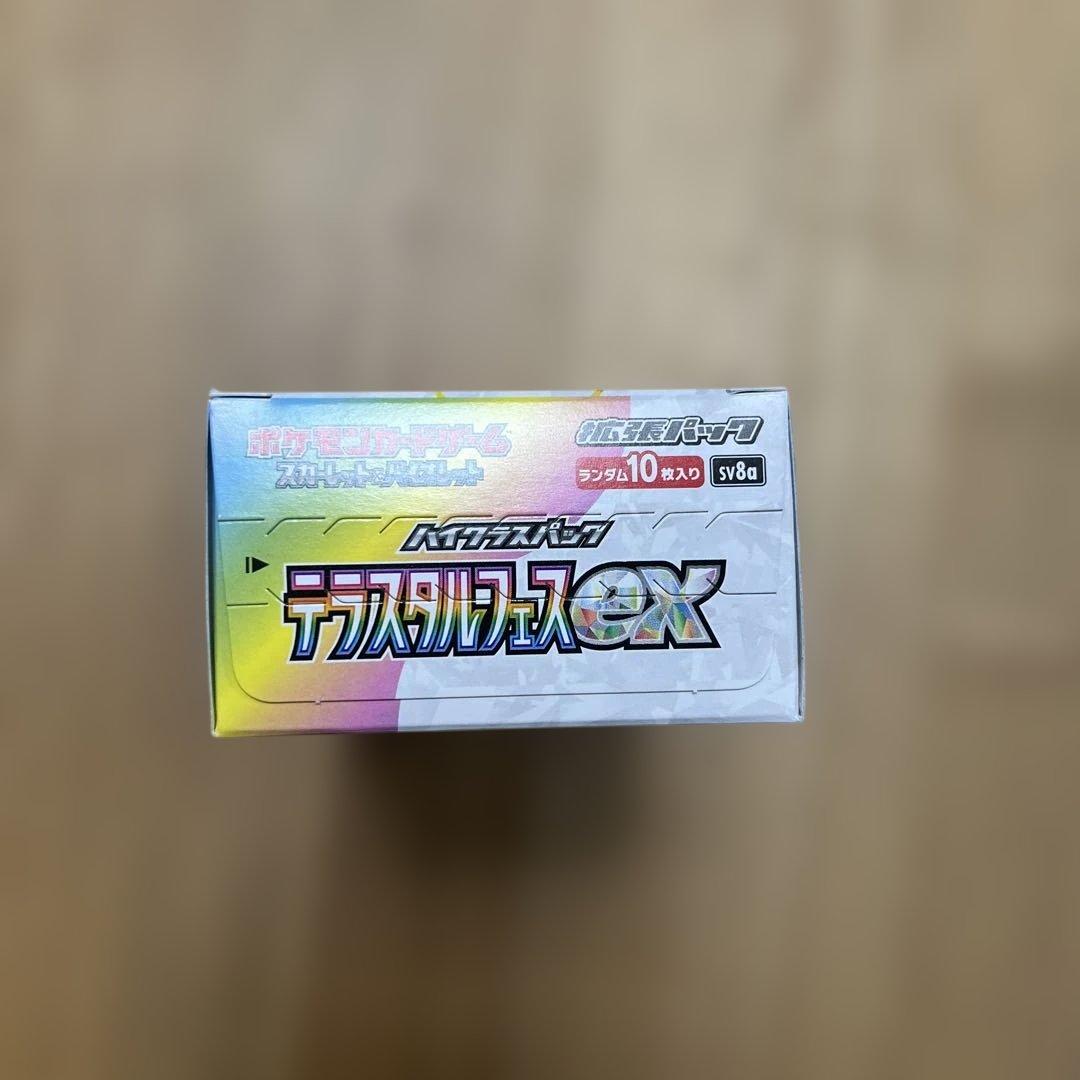 ポケモンカードゲーム
スカーレット&バイオレット
拡張パック
ランダム10枚入り
SV8a
ハイクラスパック
テラスタルフェスex